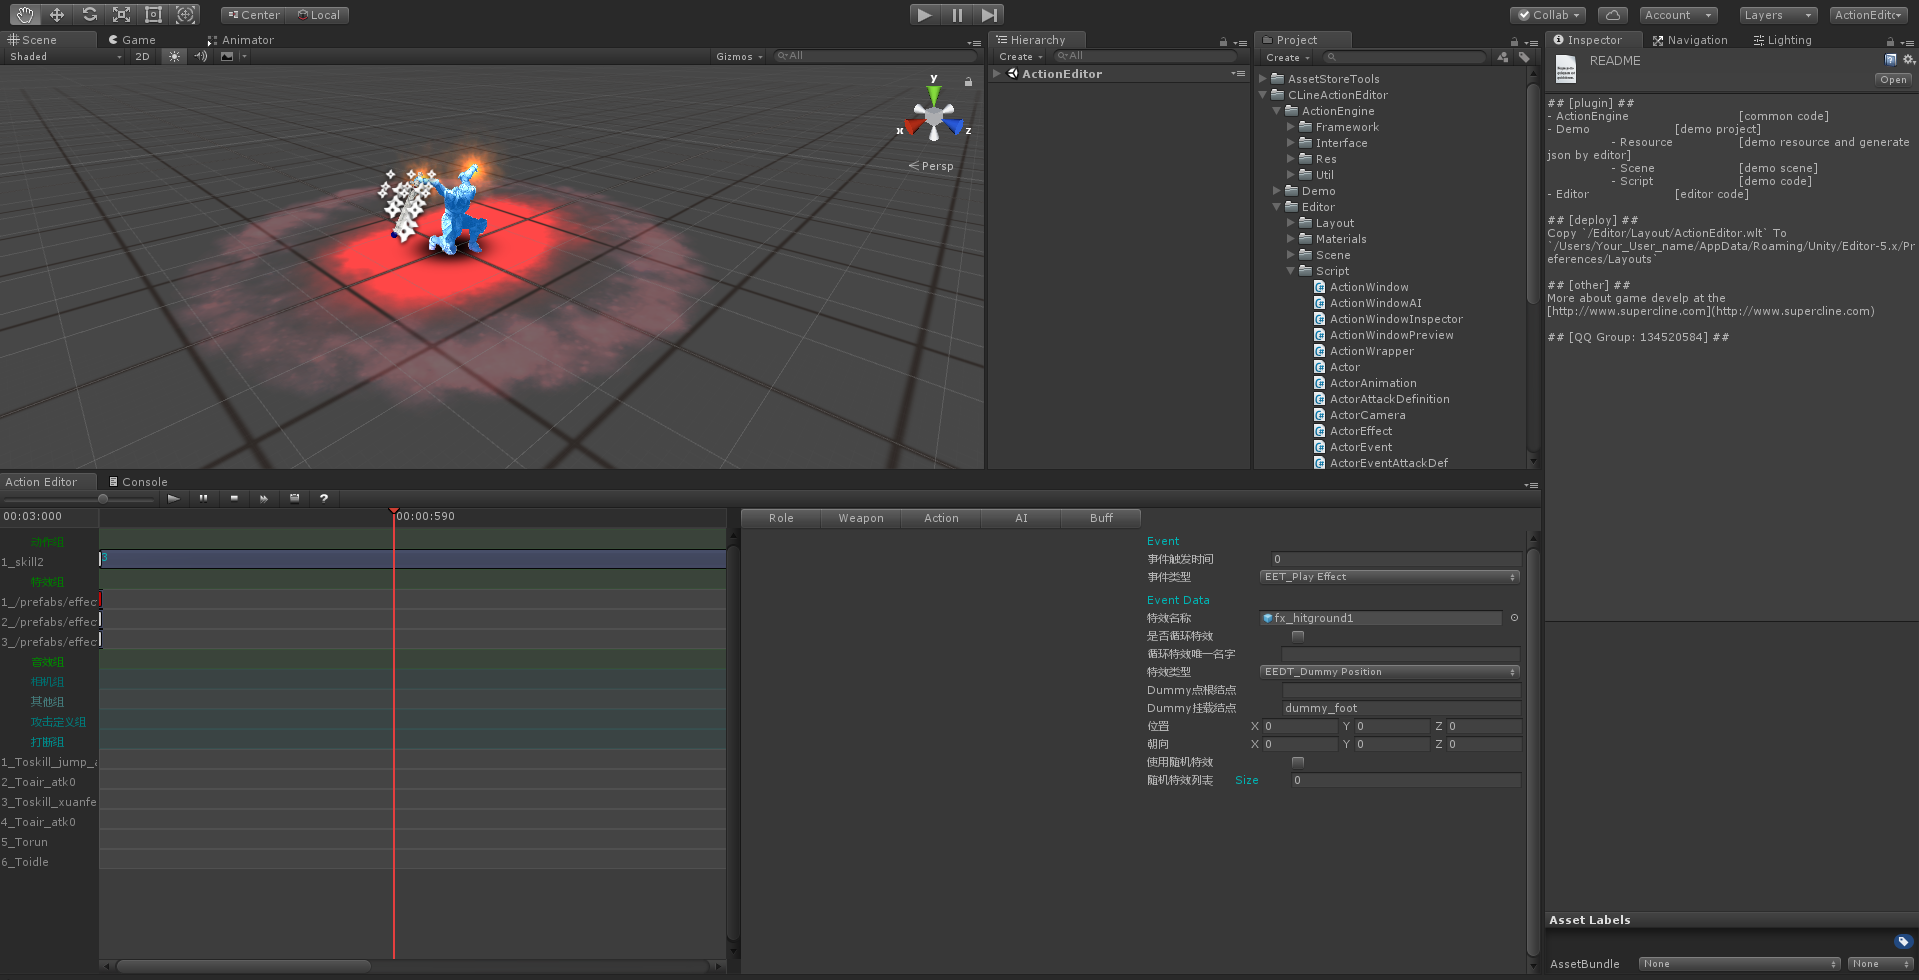 Center
Local
Collab
Account
Layers
ActionEditc
Scene
Game
Animator
Shaded
2D
Gizmos
All
y
x
z
Persp
Hierarchy
Create
All
ActionEditor
Project
Create
AssetStoreTools
CLineActionEditor
ActionEngine
Framework
Interface
Res
Util
Demo
Editor
Layout
Materials
Scene
Script
ActionWindow
ActionWindowAI
ActionWindowInspector
ActionWindowPreview
ActionWrapper
Actor
ActorAnimation
ActorAttackDefinition
ActorCamera
ActorEffect
ActorEvent
ActorEventAttackDef
Inspector
Navigation
Lighting
README
Open
## [plugin] ##
- ActionEngine [common code]
- Demo [demo project]
- Resource [demo resource and generate
json by editor]
- Scene [demo scene]
- Script [demo code]
- Editor [editor code]
## [deploy] ##
Copy `/Editor/Layout/ActionEditor.wlt` To
`/Users/Your_User_name/AppData/Roaming/Unity/Editor-5.x/Pr
eferences/Layouts`
## [other] ##
More about game develp at the
[http://www.supercline.com](http://www.supercline.com)
## [QQ Group: 134520584] ##
Action Editor
Console
00:03:000
00:00:590
动作组
1_skill2
3
特效组
1_/prefabs/effec
2_/prefabs/effec
3_/prefabs/effec
音效组
相机组
其他组
攻击定义组
打断组
1_Toskill_jump_a
2_Toair_atk0
3_Toskill_xuanfe
4_Toair_atk0
5_Torun
6_Toidle
Role
Weapon
Action
AI
Buff
Event
事件触发时间 0
事件类型 EET_Play Effect
Event Data
特效名称 fx_hitground1
是否循环特效
循环特效唯一名字
特效类型 EEDT_Dummy Position
Dummy点根结点
Dummy挂载结点 dummy_foot
位置 X 0 Y 0 Z 0
朝向 X 0 Y 0 Z 0
使用随机特效
随机特效列表 Size 0
Asset Labels
AssetBundle None None